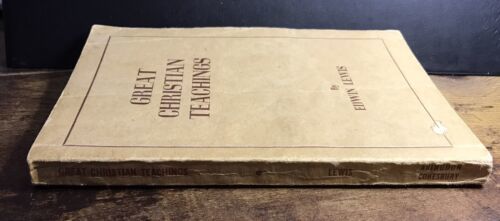 GREAT
CHRISTIAN
TEACHINGS
By
EDWIN LEWIS
GREAT CHRISTIAN TEACHINGS
LEWIS
ABINGDON
COKESBURY